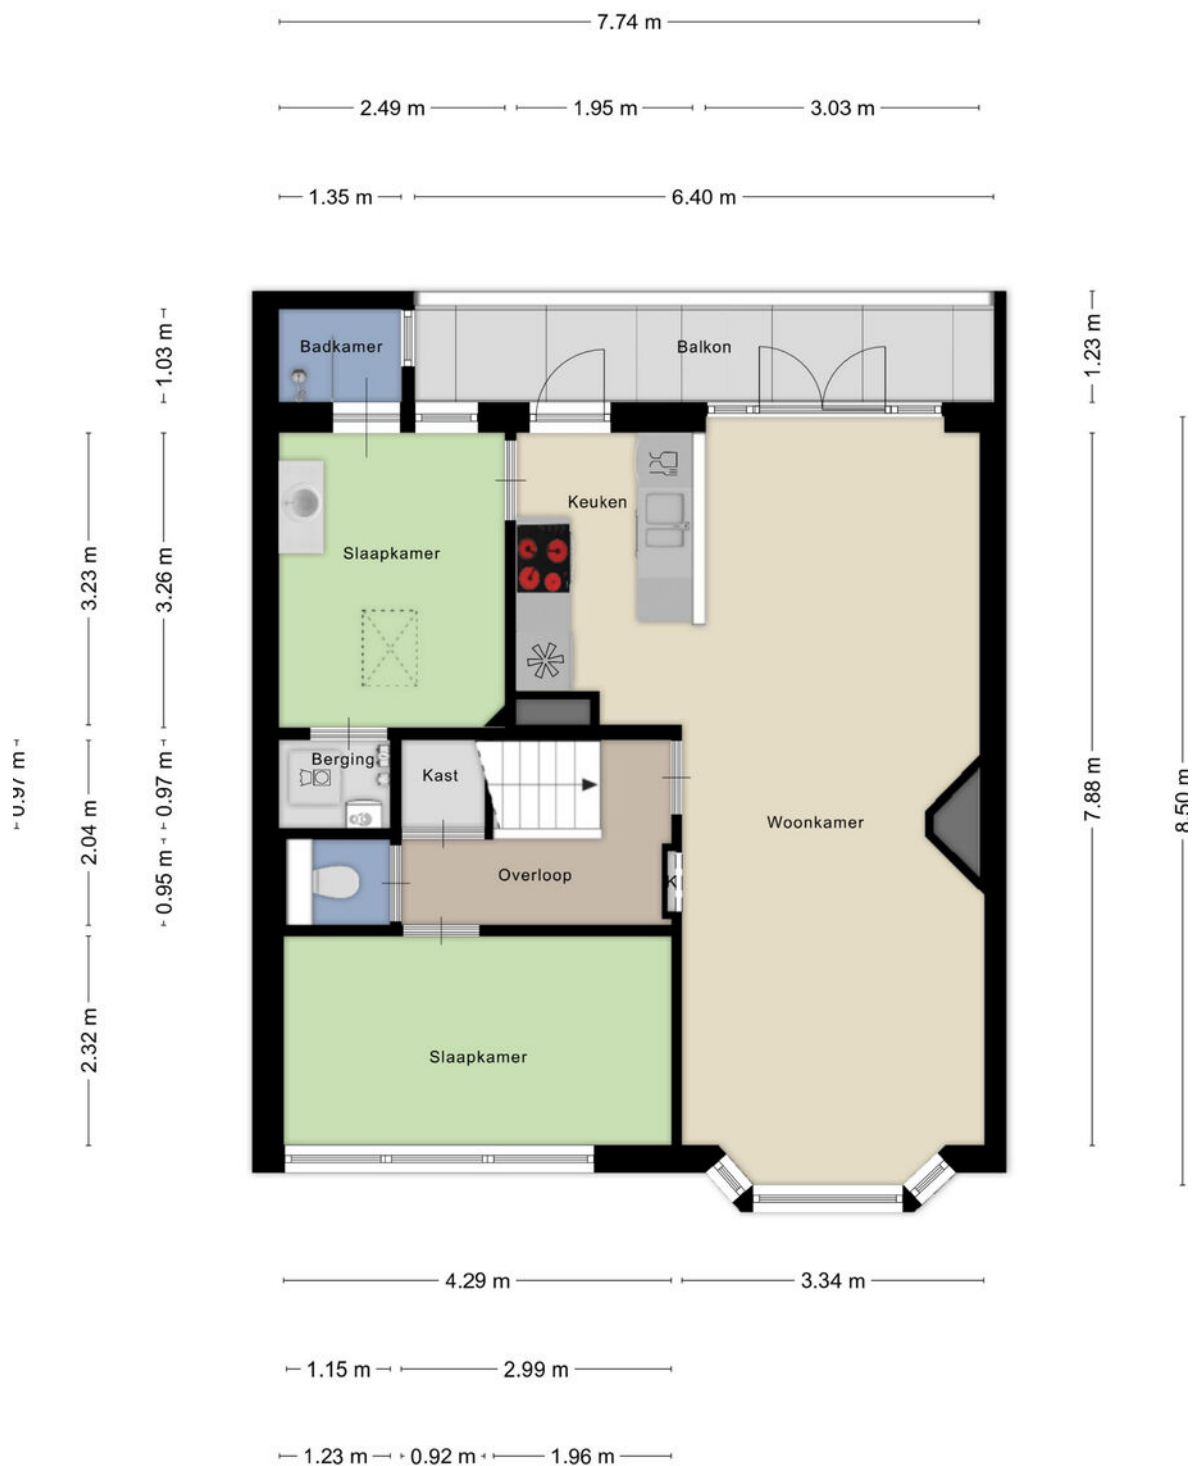 7.74 m
2.49 m
1.95 m
3.03 m
1.35 m
6.40 m
1.03 m
1.23 m
Badkamer
Balkon
3.23 m
3.26 m
Keuken
Slaapkamer
0.97 m
2.04 m
0.97 m
Berging
Kast
Woonkamer
7.88 m
8.50 m
0.95 m
Overloop
K
2.32 m
Slaapkamer
4.29 m
3.34 m
1.15 m
2.99 m
1.23 m
0.92 m
1.96 m